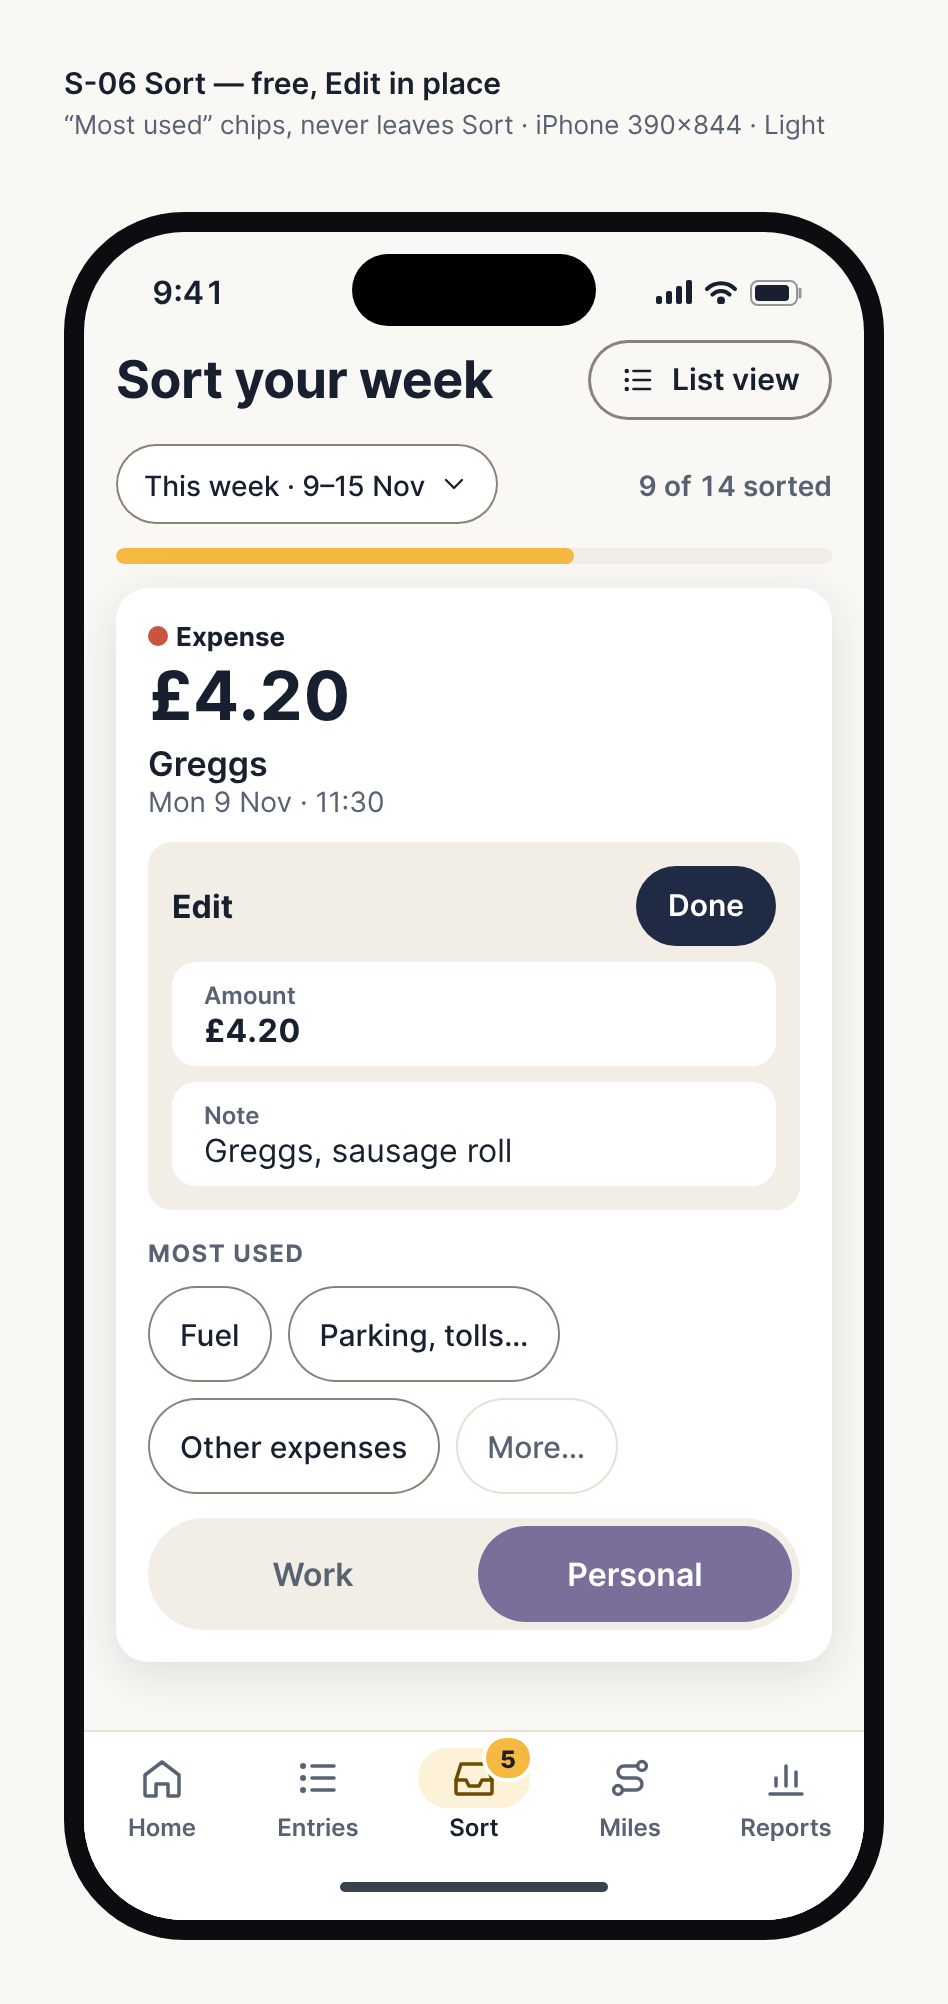 S-06 Sort — free, Edit in place
“Most used” chips, never leaves Sort · iPhone 390×844 · Light
9:41
Sort your week
List view
This week · 9–15 Nov
9 of 14 sorted
Expense
£4.20
Greggs
Mon 9 Nov · 11:30
Edit
Done
Amount
£4.20
Note
Greggs, sausage roll
MOST USED
Fuel
Parking, tolls...
Other expenses
More...
Work
Personal
5
Home
Entries
Sort
Miles
Reports